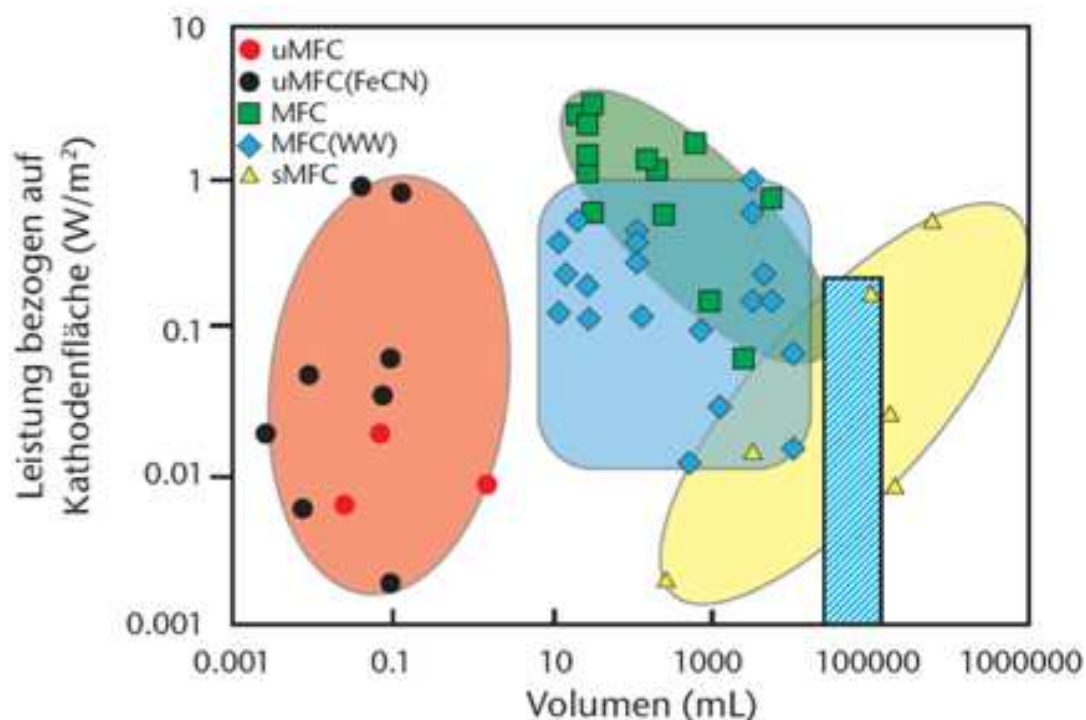 10
uMFC
uMFC(FeCN)
MFC
MFC(WW)
sMFC
1
0.1
0.01
0.001
Leistung bezogen auf
Kathodenfläche (W/m²)
0.001
0.1
10
1000
100000
1000000
Volumen (mL)